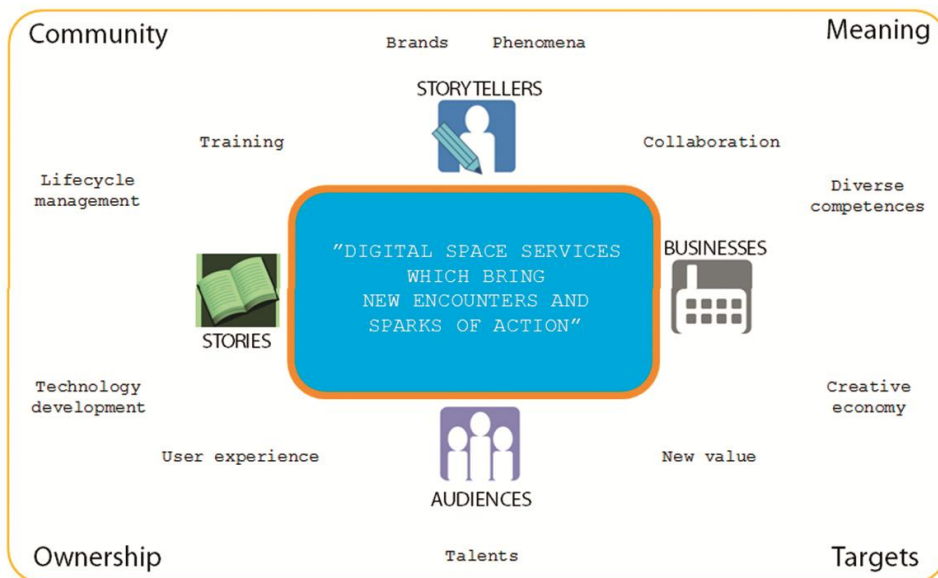 Community
Meaning
Brands Phenomena
STORYTELLERS
Training
Collaboration
Lifecycle
management
Diverse
competences
"DIGITAL SPACE SERVICES
WHICH BRING
NEW ENCOUNTERS AND
SPARKS OF ACTION"
BUSINESSES
STORIES
Technology
development
Creative
economy
User experience
New value
AUDIENCES
Ownership
Talents
Targets